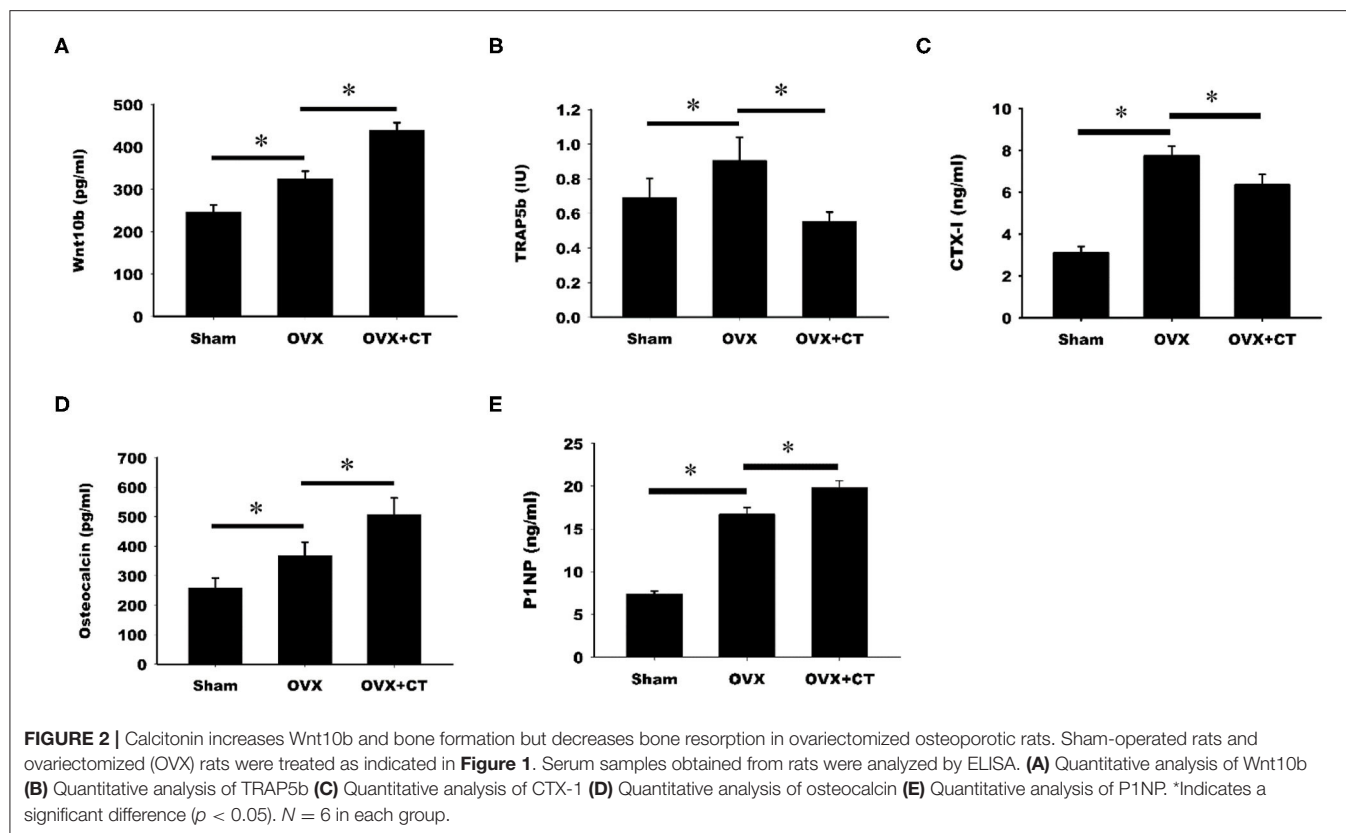 A
B
C
*
*
500
400
300
200
100
0
Wnt10b (pg/ml)
Sham OVX OVX+CT
*
*
1.2
1.0
0.8
0.6
0.4
0.2
0.0
TRAP5b (IU)
Sham OVX OVX+CT
*
*
10
8
6
4
2
0
CTX-I (ng/ml)
Sham OVX OVX+CT
D
E
*
*
700
600
500
400
300
200
100
0
Osteocalcin (pg/ml)
Sham OVX OVX+CT
*
*
25
20
15
10
5
0
P1NP (ng/ml)
Sham OVX OVX+CT
FIGURE 2 | Calcitonin increases Wnt10b and bone formation but decreases bone resorption in ovariectomized osteoporotic rats. Sham-operated rats and
ovariectomized (OVX) rats were treated as indicated in Figure 1. Serum samples obtained from rats were analyzed by ELISA. (A) Quantitative analysis of Wnt10b
(B) Quantitative analysis of TRAP5b (C) Quantitative analysis of CTX-1 (D) Quantitative analysis of osteocalcin (E) Quantitative analysis of P1NP. *Indicates a
significant difference (p < 0.05). N = 6 in each group.